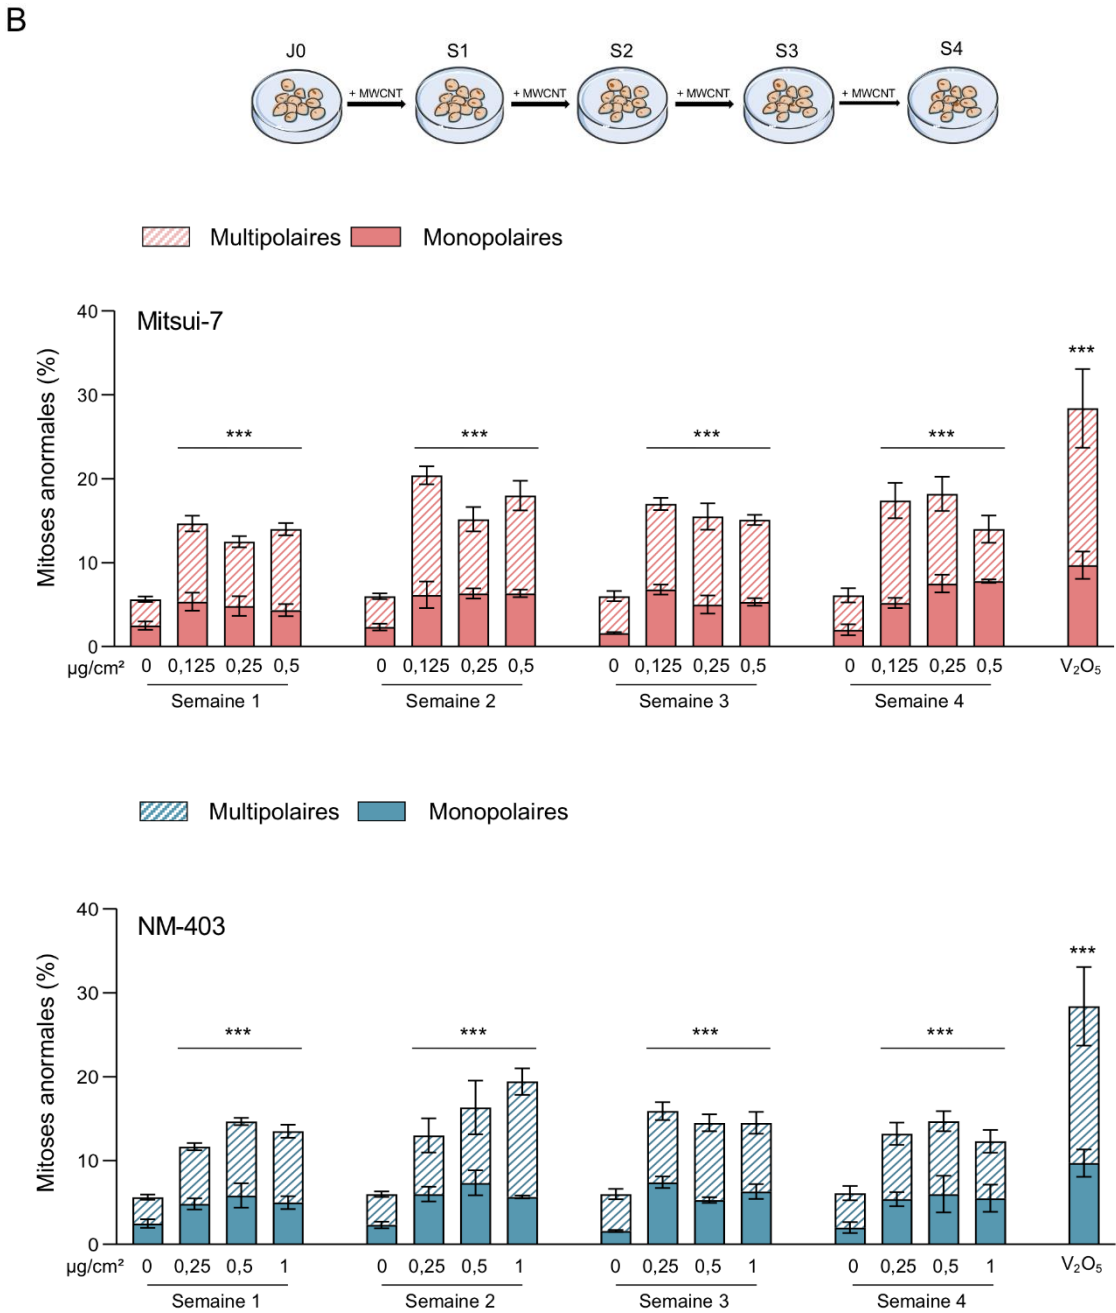 B
J0 S1 S2 S3 S4
+ MWCNT + MWCNT + MWCNT + MWCNT
Multipolaires Monopolaires
Mitsui-7
Mitoses anormales (%)
40
30
20
10
0
*** *** *** *** ***
µg/cm² 0 0,125 0,25 0,5 0 0,125 0,25 0,5 0 0,125 0,25 0,5 0 0,125 0,25 0,5 V₂O₅
Semaine 1 Semaine 2 Semaine 3 Semaine 4
Multipolaires Monopolaires
NM-403
Mitoses anormales (%)
40
30
20
10
0
*** *** *** *** ***
µg/cm² 0 0,25 0,5 1 0 0,25 0,5 1 0 0,25 0,5 1 0 0,25 0,5 1 V₂O₅
Semaine 1 Semaine 2 Semaine 3 Semaine 4